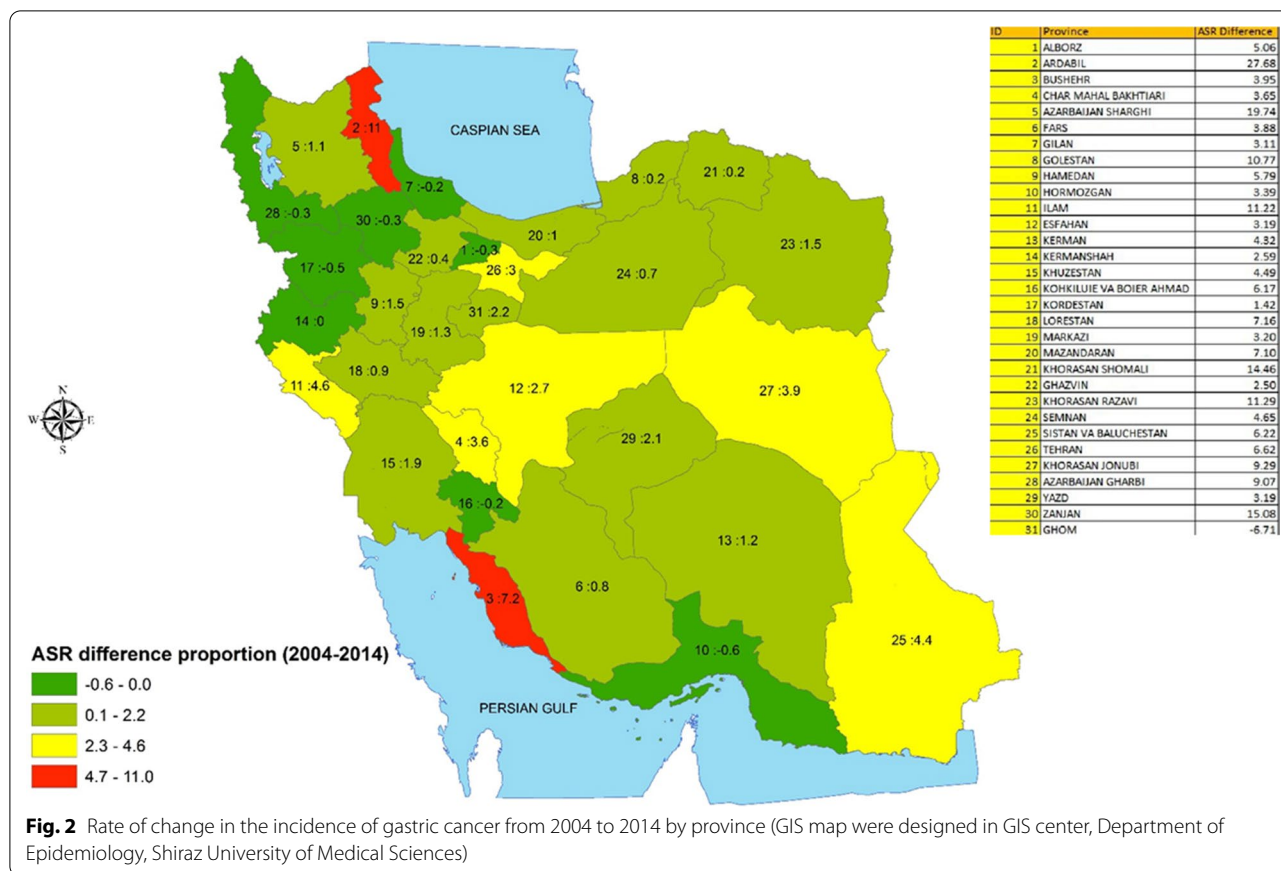 ID Province ASR Difference
1 ALBORZ 5.06
2 ARDABIL 27.68
3 BUSHEHR 3.95
4 CHAR MAHAL BAKHTIARI 3.65
5 AZARBAIJAN SHARGHI 19.74
6 FARS 3.88
7 GILAN 3.11
8 GOLESTAN 10.77
9 HAMEDAN 5.79
10 HORMOZGAN 3.39
11 ILAM 11.22
12 ESFAHAN 3.19
13 KERMAN 4.32
14 KERMANSHAH 2.59
15 KHUZESTAN 4.49
16 KOHKILUIE VA BOIER AHMAD 6.17
17 KORDESTAN 1.42
18 LORESTAN 7.16
19 MARKAZI 3.20
20 MAZANDARAN 7.10
21 KHORASAN SHOMALI 14.46
22 GHAZVIN 2.50
23 KHORASAN RAZAVI 11.29
24 SEMNAN 4.65
25 SISTAN VA BALUCHESTAN 6.22
26 TEHRAN 6.62
27 KHORASAN JONUBI 9.29
28 AZARBAIJAN GHARBI 9.07
29 YAZD 3.19
30 ZANJAN 15.08
31 GHOM -6.71
CASPIAN SEA
2 :11
5 :1.1
7 :-0.2
8 :0.2
21 :0.2
28 :-0.3
30 :-0.3
20 :1
23 :1.5
1 :-0.3
22 :0.4
26 :3
24 :0.7
17 :-0.5
9 :1.5
31 :2.2
14 :0
19 :1.3
18 :0.9
11 :4.6
12 :2.7
27 :3.9
4 :3.6
29 :2.1
15 :1.9
16 :-0.2
13 :1.2
6 :0.8
3 :7.2
25 :4.4
10 :-0.6
PERSIAN GULF
N
W E
S
ASR difference proportion (2004-2014)
-0.6 - 0.0
0.1 - 2.2
2.3 - 4.6
4.7 - 11.0
Fig. 2 Rate of change in the incidence of gastric cancer from 2004 to 2014 by province (GIS map were designed in GIS center, Department of
Epidemiology, Shiraz University of Medical Sciences)